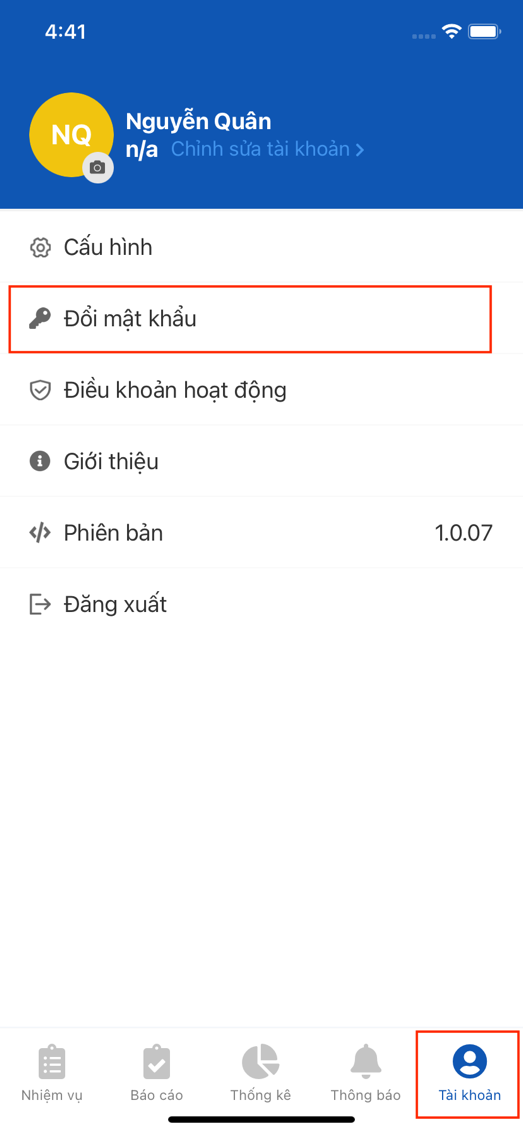 4:41
NQ
Nguyễn Quân
n/a Chỉnh sửa tài khoản
Cấu hình
Đổi mật khẩu
Điều khoản hoạt động
Giới thiệu
Phiên bản 1.0.07
Đăng xuất
Nhiệm vụ Báo cáo Thống kê Thông báo Tài khoản